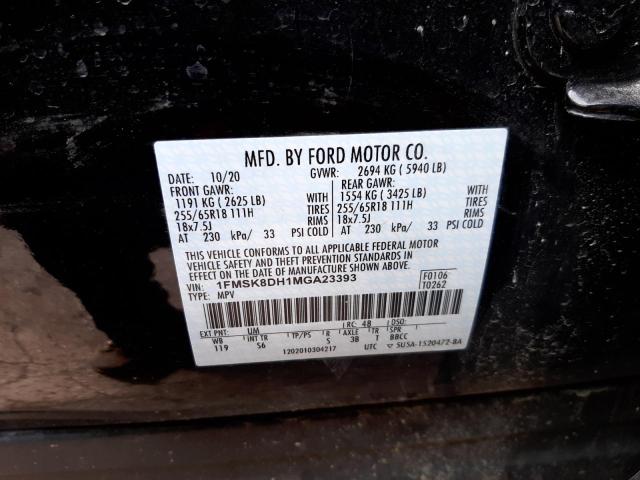 MFD. BY FORD MOTOR CO.
DATE: 10/20 GVWR: 2694 KG ( 5940 LB)
FRONT GAWR: REAR GAWR:
1191 KG ( 2625 LB) 1554 KG ( 3425 LB)
255/65R18 111H TIRES 255/65R18 111H TIRES
18x7.5J RIMS 18x7.5J RIMS
AT 230 kPa/ 33 PSI COLD AT 230 kPa/ 33 PSI COLD
THIS VEHICLE CONFORMS TO ALL APPLICABLE FEDERAL MOTOR
VEHICLE SAFETY, BUMPER, AND THEFT PREVENTION STANDARDS IN
EFFECT ON THE DATE OF MANUFACTURE SHOWN ABOVE.
VIN: 1FMSK8DH1MGA23393 F0106
TYPE: MPV T0262
EXT PNT: UM RC: 48 DSO:
WB INT TR TP/PS R AXLE TR SPR
119 S6 S 3B T BBCC
1202010304217 UTC 5USA-1520472-BA